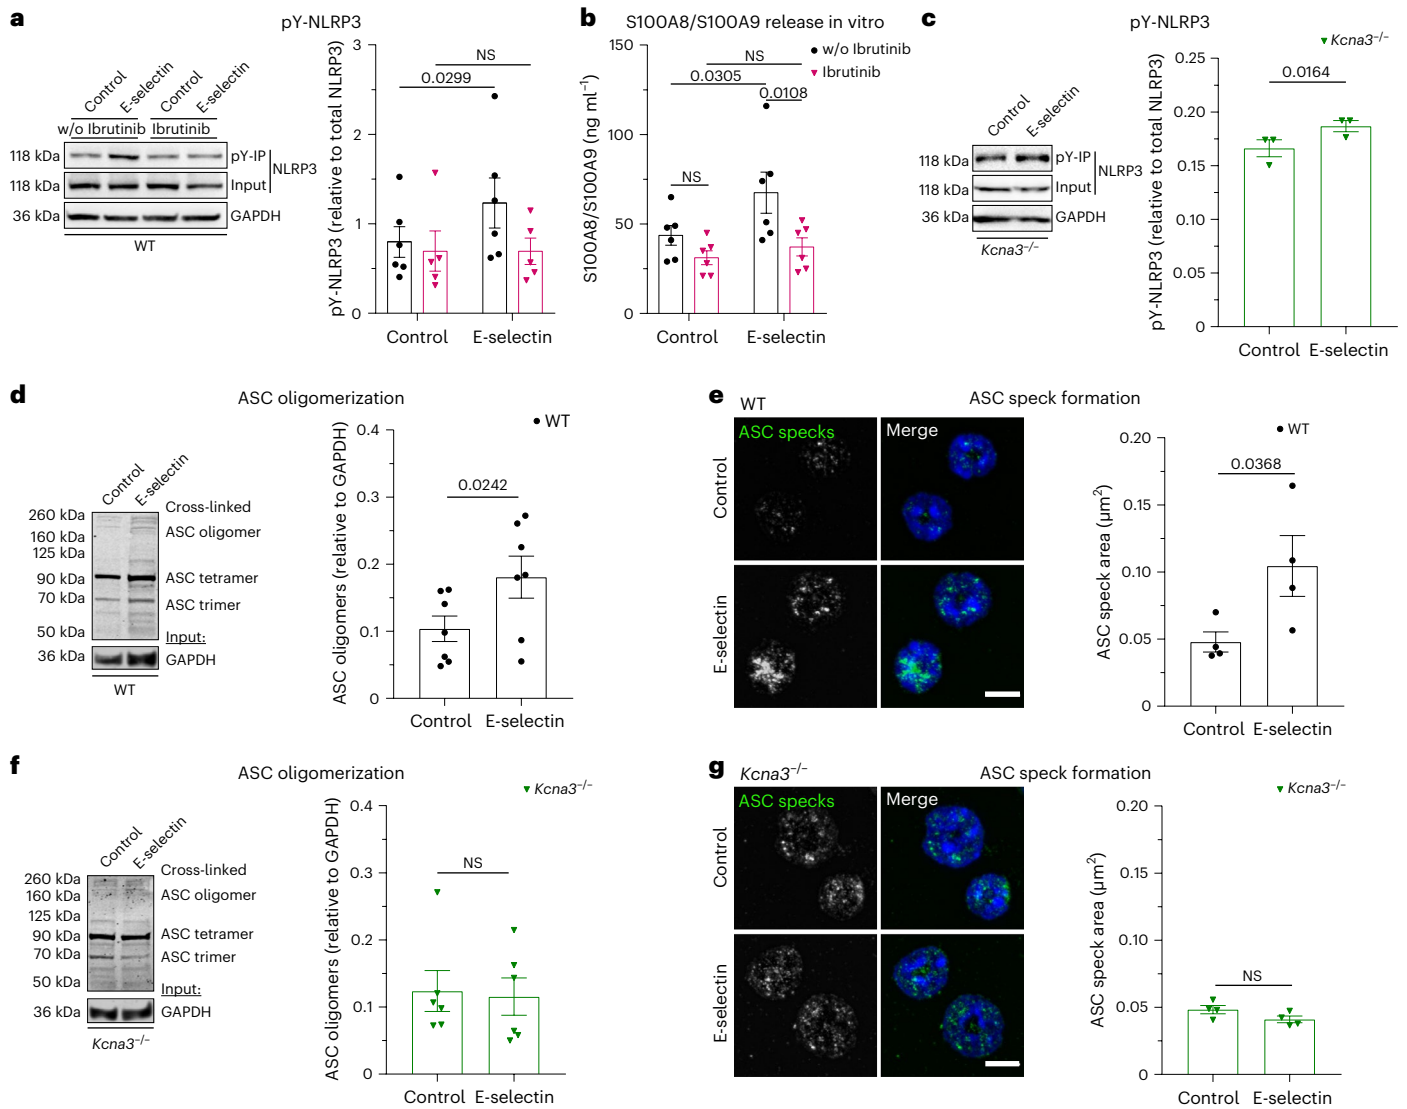 a
pY-NLRP3
Control
E-selectin
Control
E-selectin
w/o Ibrutinib
Ibrutinib
118 kDa
pY-IP
118 kDa
Input
NLRP3
36 kDa
GAPDH
WT
pY-NLRP3 (relative to total NLRP3)
3
2
1
0
0.0299
NS
Control
E-selectin
b
S100A8/S100A9 release in vitro
w/o Ibrutinib
Ibrutinib
S100A8/S100A9 (ng ml⁻¹)
150
100
50
0
NS
0.0305
0.0108
NS
Control
E-selectin
c
pY-NLRP3
Kcna3⁻/⁻
Control
E-selectin
118 kDa
pY-IP
118 kDa
Input
NLRP3
36 kDa
GAPDH
Kcna3⁻/⁻
pY-NLRP3 (relative to total NLRP3)
0.25
0.20
0.15
0.10
0.05
0
0.0164
Control
E-selectin
d
ASC oligomerization
WT
Control
E-selectin
Cross-linked
260 kDa
ASC oligomer
160 kDa
125 kDa
90 kDa
ASC tetramer
70 kDa
ASC trimer
50 kDa
Input:
36 kDa
GAPDH
WT
ASC oligomers (relative to GAPDH)
0.4
0.3
0.2
0.1
0
0.0242
Control
E-selectin
e
WT
ASC speck formation
ASC specks
Merge
Control
E-selectin
WT
ASC speck area (µm²)
0.20
0.15
0.10
0.05
0
0.0368
Control
E-selectin
f
ASC oligomerization
Kcna3⁻/⁻
Control
E-selectin
Cross-linked
260 kDa
160 kDa
ASC oligomer
125 kDa
90 kDa
ASC tetramer
70 kDa
ASC trimer
50 kDa
Input:
36 kDa
GAPDH
Kcna3⁻/⁻
ASC oligomers (relative to GAPDH)
0.4
0.3
0.2
0.1
0
NS
Control
E-selectin
g
Kcna3⁻/⁻
ASC speck formation
ASC specks
Merge
Control
E-selectin
Kcna3⁻/⁻
ASC speck area (µm²)
0.20
0.15
0.10
0.05
0
NS
Control
E-selectin